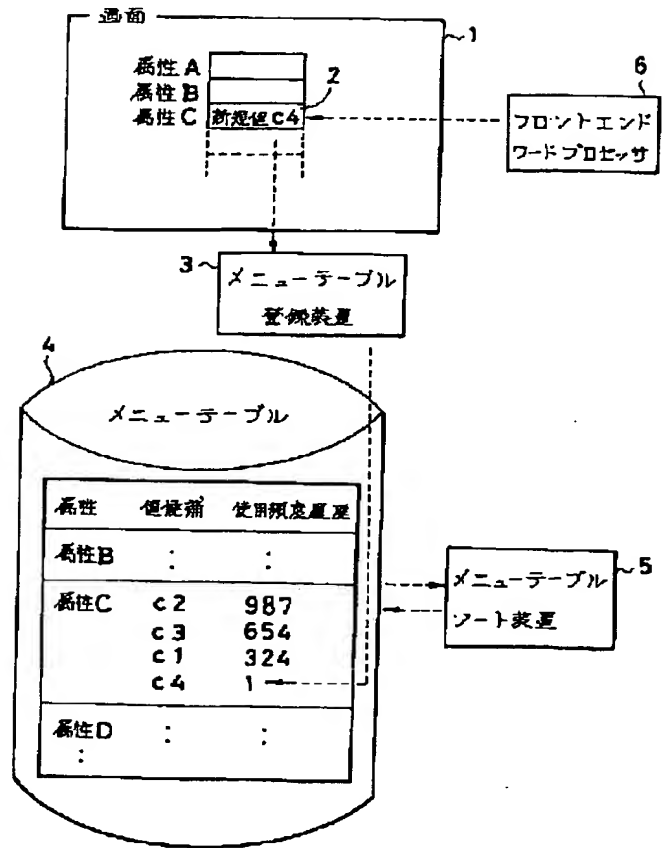 画面
1
属性A
属性B
属性C 新規値c4
2
6
フロントエンド
ワードプロセッサ
3
メニューテーブル
登録装置
4
メニューテーブル
属性 値候補 使用頻度履歴
属性B : :
属性C c2 987
c3 654
c1 324
c4 1
属性D : :
:
5
メニューテーブル
ソート装置